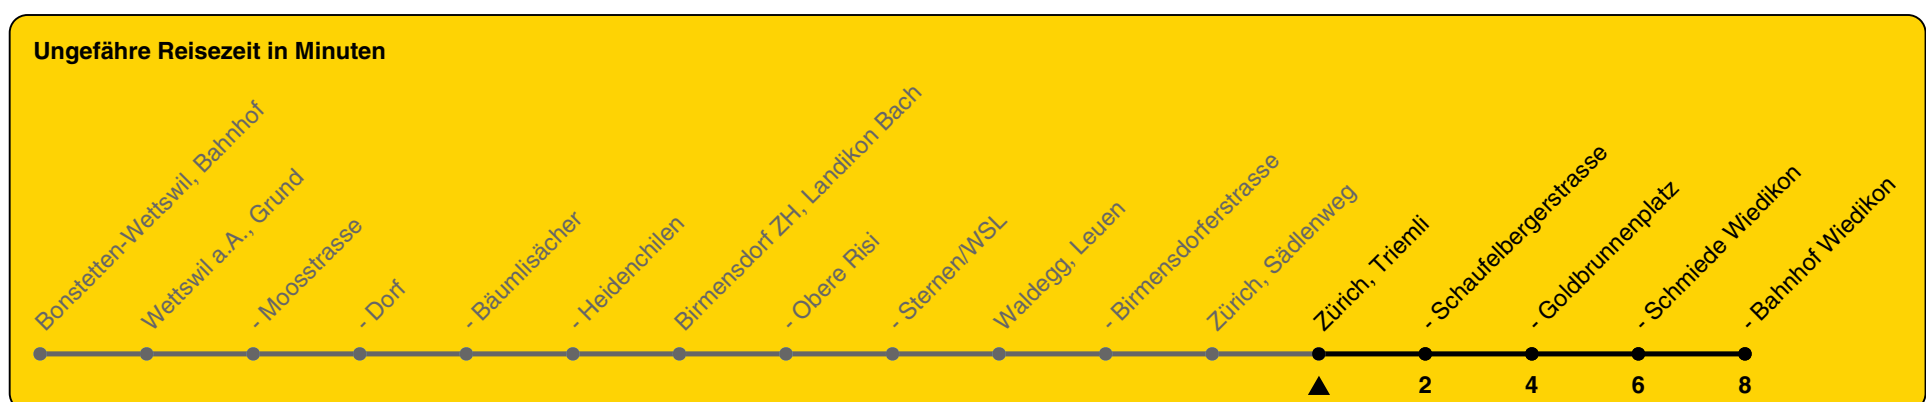 Ungefähre Reisezeit in Minuten
Bonstetten-Wettswil, Bahnhof
Wettswil a.A., Grund
- Moosstrasse
- Dorf
- Bäumlisächer
- Heidenchilen
Birmensdorf ZH, Landikon Bach
- Obere Risi
- Sternen/WSL
Waldegg, Leuen
- Birmensdorferstrasse
Zürich, Sädlenweg
Zürich, Triemli
- Schaufelbergerstrasse
- Goldbrunnenplatz
- Schmiede Wiedikon
- Bahnhof Wiedikon
2 4 6 8